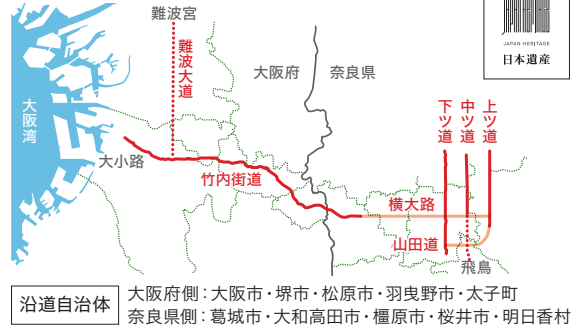 難波宮
難波大道
大阪府
奈良県
JAPAN HERITAGE
日本遺産
大阪湾
大小路
竹内街道
下ツ道
中ツ道
上ツ道
横大路
山田道
飛鳥
沿道自治体
大阪府側：大阪市・堺市・松原市・羽曳野市・太子町
奈良県側：葛城市・大和高田市・橿原市・桜井市・明日香村